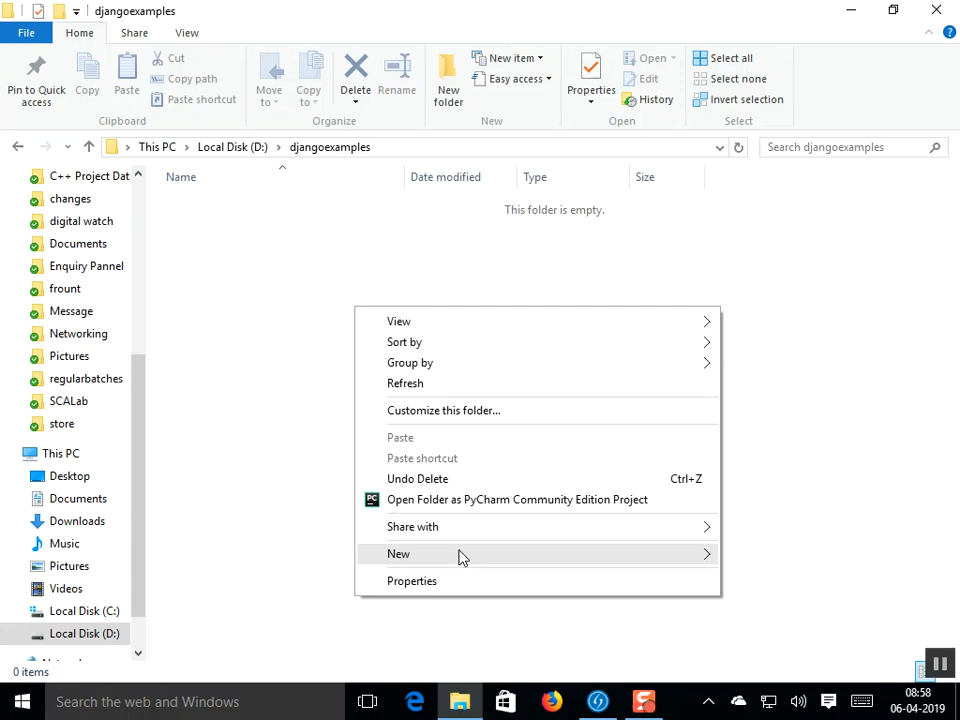 djangoexamples
File Home Share View
Pin to Quick access
Copy
Paste
Cut
Copy path
Paste shortcut
Clipboard
Move to
Copy to
Delete
Rename
Organize
New folder
New item
Easy access
New
Properties
Open
Edit
History
Open
Select all
Select none
Invert selection
Select
This PC Local Disk (D:) djangoexamples
Search djangoexamples
Name Date modified Type Size
This folder is empty.
C++ Project Dat
changes
digital watch
Documents
Enquiry Pannel
frount
Message
Networking
Pictures
regularbatches
SCALab
store
This PC
Desktop
Documents
Downloads
Music
Pictures
Videos
Local Disk (C:)
Local Disk (D:)
View
Sort by
Group by
Refresh
Customize this folder...
Paste
Paste shortcut
Undo Delete Ctrl+Z
PC Open Folder as PyCharm Community Edition Project
Share with
New
Properties
0 items
Search the web and Windows
08:58
06-04-2019